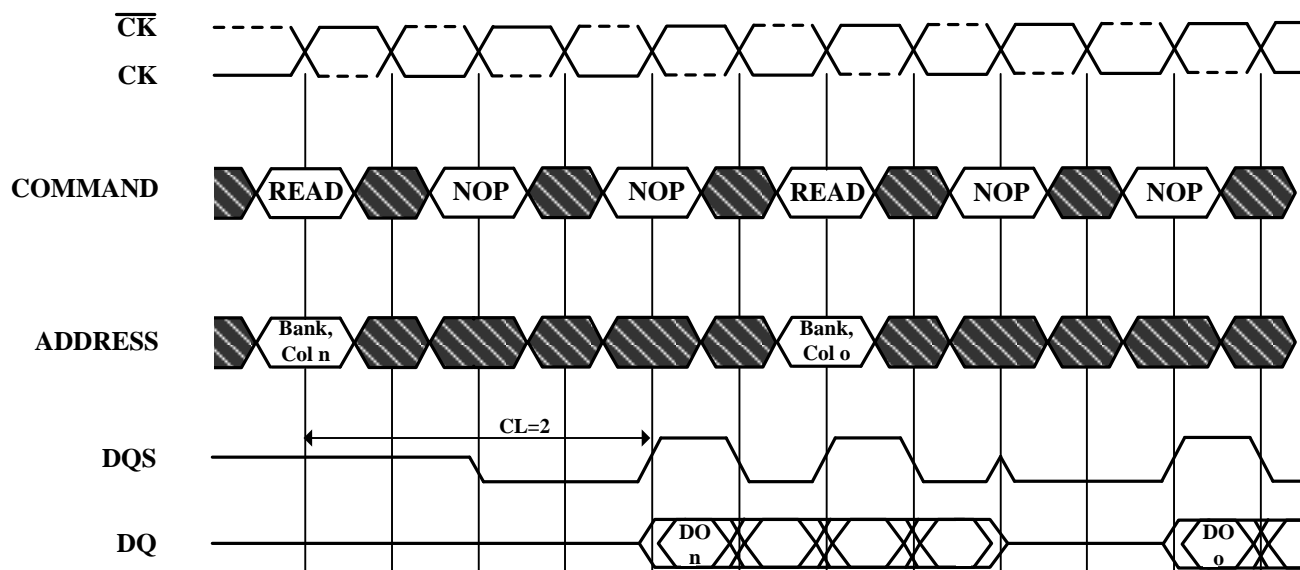 CK
CK
COMMAND READ NOP NOP READ NOP NOP
ADDRESS Bank, Col n Bank, Col o
CL=2
DQS
DQ DO n DO o